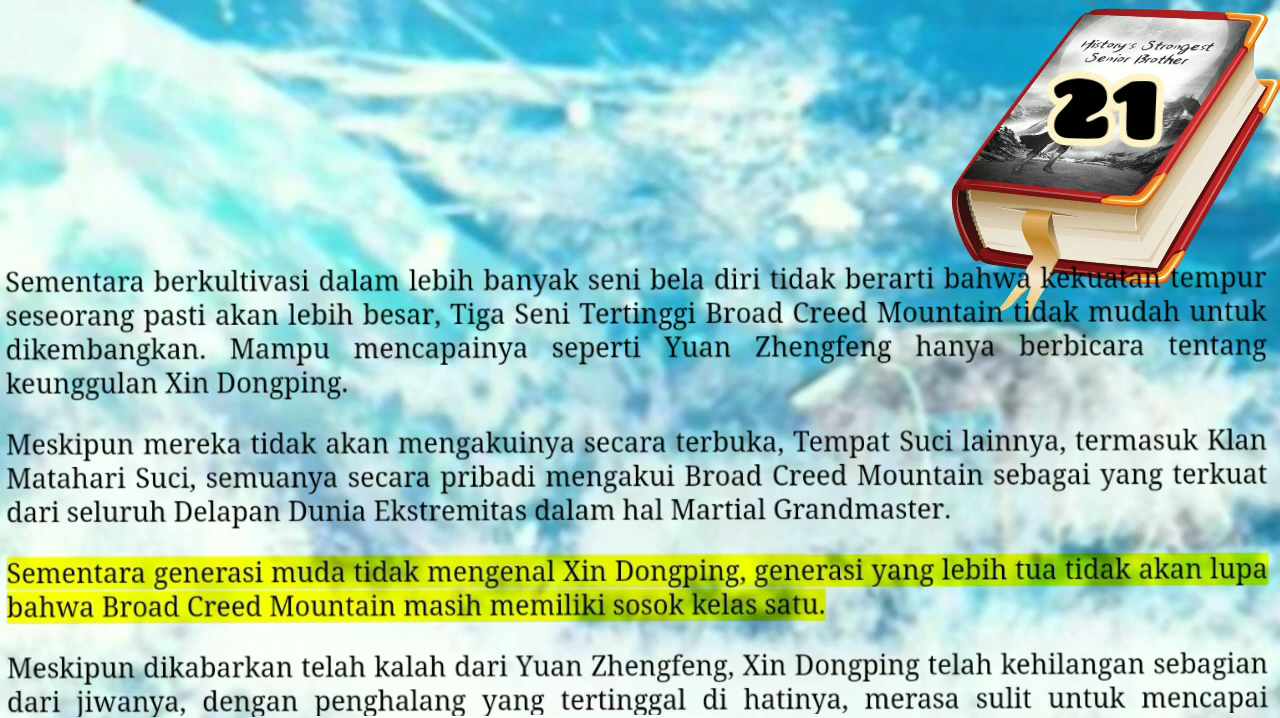 History's Strongest
Senior Brother
21
Sementara berkultivasi dalam lebih banyak seni bela diri tidak berarti bahwa kekuatan tempur
seseorang pasti akan lebih besar, Tiga Seni Tertinggi Broad Creed Mountain tidak mudah untuk
dikembangkan. Mampu mencapainya seperti Yuan Zhengfeng hanya berbicara tentang
keunggulan Xin Dongping.
Meskipun mereka tidak akan mengakuinya secara terbuka, Tempat Suci lainnya, termasuk Klan
Matahari Suci, semuanya secara pribadi mengakui Broad Creed Mountain sebagai yang terkuat
dari seluruh Delapan Dunia Ekstremitas dalam hal Martial Grandmaster.
Sementara generasi muda tidak mengenal Xin Dongping, generasi yang lebih tua tidak akan lupa
bahwa Broad Creed Mountain masih memiliki sosok kelas satu.
Meskipun dikabarkan telah kalah dari Yuan Zhengfeng, Xin Dongping telah kehilangan sebagian
dari jiwanya, dengan penghalang yang tertinggal di hatinya, merasa sulit untuk mencapai